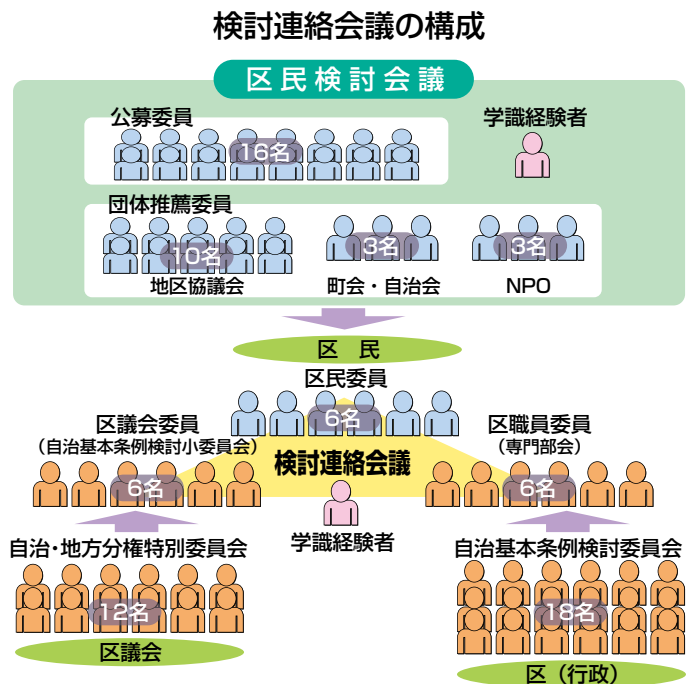 検討連絡会議の構成
区民検討会議
公募委員
16名
学識経験者
団体推薦委員
10名
地区協議会
3名
町会・自治会
3名
NPO
区 民
区民委員
6名
区議会委員
(自治基本条例検討小委員会)
6名
区職員委員
(専門部会)
6名
検討連絡会議
学識経験者
自治・地方分権特別委員会
12名
区議会
自治基本条例検討委員会
18名
区(行政)